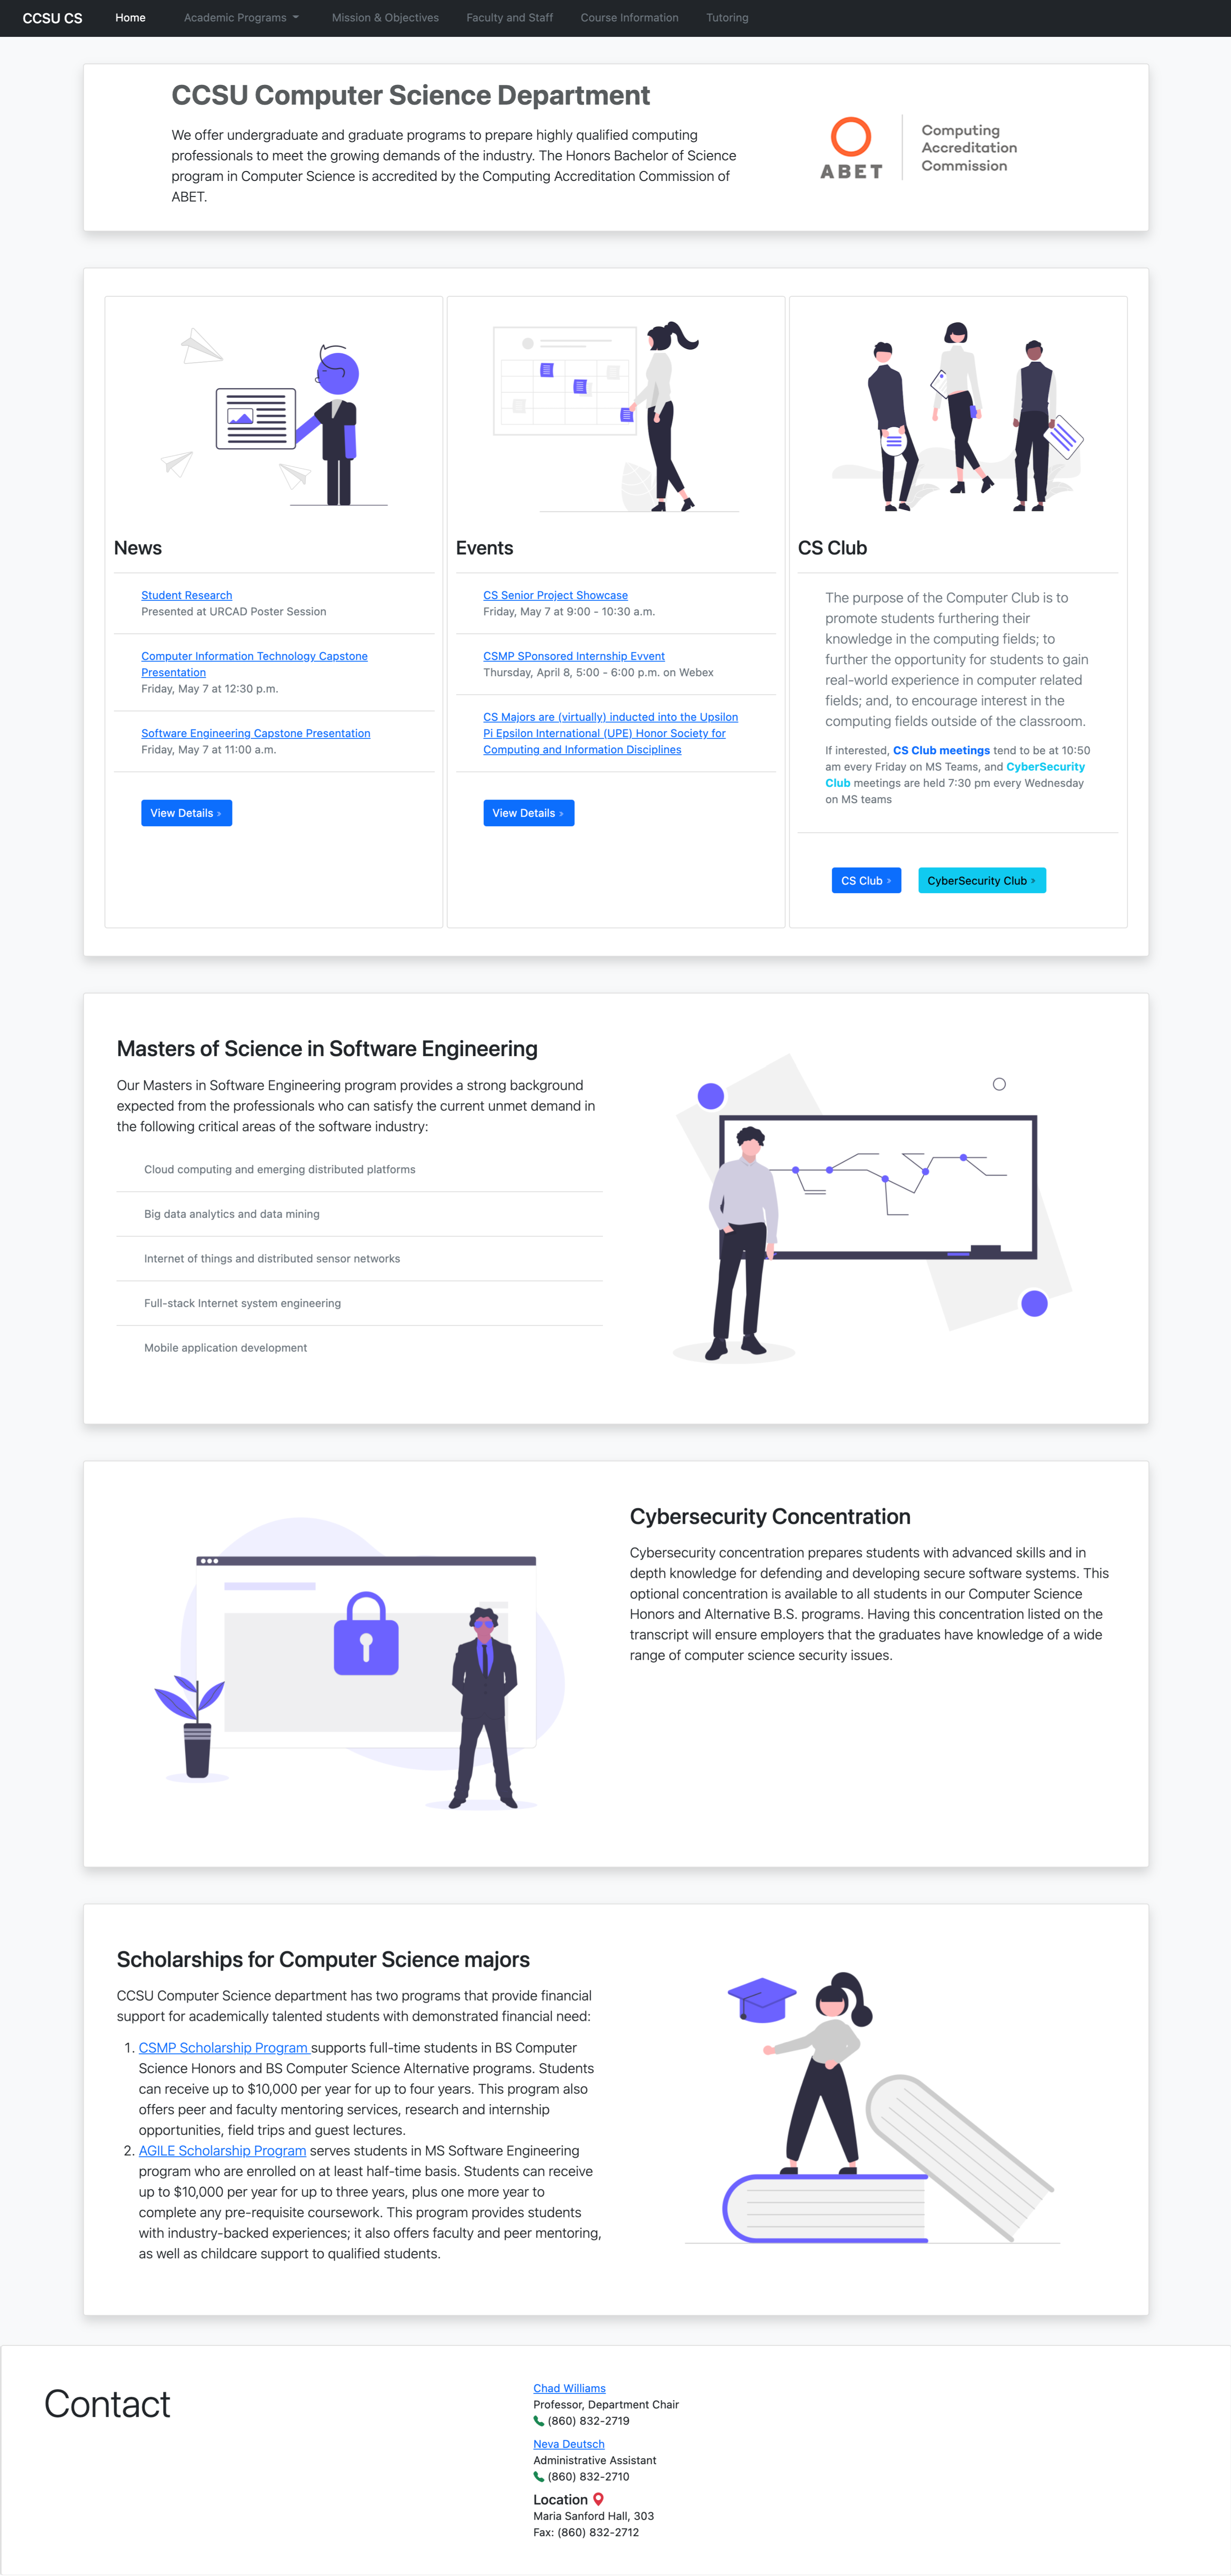 CCSU CS
Home
Academic Programs
Mission & Objectives
Faculty and Staff
Course Information
Tutoring
CCSU Computer Science Department
We offer undergraduate and graduate programs to prepare highly qualified computing
professionals to meet the growing demands of the industry. The Honors Bachelor of Science
program in Computer Science is accredited by the Computing Accreditation Commission of
ABET.
ABET
Computing
Accreditation
Commission
News
Student Research
Presented at URCAD Poster Session
Computer Information Technology Capstone
Presentation
Friday, May 7 at 12:30 p.m.
Software Engineering Capstone Presentation
Friday, May 7 at 11:00 a.m.
View Details »
Events
CS Senior Project Showcase
Friday, May 7 at 9:00 - 10:30 a.m.
CSMP SPonsored Internship Evvent
Thursday, April 8, 5:00 - 6:00 p.m. on Webex
CS Majors are (virtually) inducted into the Upsilon
Pi Epsilon International (UPE) Honor Society for
Computing and Information Disciplines
View Details »
CS Club
The purpose of the Computer Club is to
promote students furthering their
knowledge in the computing fields; to
further the opportunity for students to gain
real-world experience in computer related
fields; and, to encourage interest in the
computing fields outside of the classroom.
If interested, CS Club meetings tend to be at 10:50
am every Friday on MS Teams, and CyberSecurity
Club meetings are held 7:30 pm every Wednesday
on MS teams
CS Club »
CyberSecurity Club »
Masters of Science in Software Engineering
Our Masters in Software Engineering program provides a strong background
expected from the professionals who can satisfy the current unmet demand in
the following critical areas of the software industry:
Cloud computing and emerging distributed platforms
Big data analytics and data mining
Internet of things and distributed sensor networks
Full-stack Internet system engineering
Mobile application development
Cybersecurity Concentration
Cybersecurity concentration prepares students with advanced skills and in
depth knowledge for defending and developing secure software systems. This
optional concentration is available to all students in our Computer Science
Honors and Alternative B.S. programs. Having this concentration listed on the
transcript will ensure employers that the graduates have knowledge of a wide
range of computer science security issues.
Scholarships for Computer Science majors
CCSU Computer Science department has two programs that provide financial
support for academically talented students with demonstrated financial need:
1. CSMP Scholarship Program supports full-time students in BS Computer
Science Honors and BS Computer Science Alternative programs. Students
can receive up to $10,000 per year for up to four years. This program also
offers peer and faculty mentoring services, research and internship
opportunities, field trips and guest lectures.
2. AGILE Scholarship Program serves students in MS Software Engineering
program who are enrolled on at least half-time basis. Students can receive
up to $10,000 per year for up to three years, plus one more year to
complete any pre-requisite coursework. This program provides students
with industry-backed experiences; it also offers faculty and peer mentoring,
as well as childcare support to qualified students.
Contact
Chad Williams
Professor, Department Chair
(860) 832-2719
Neva Deutsch
Administrative Assistant
(860) 832-2710
Location
Maria Sanford Hall, 303
Fax: (860) 832-2712